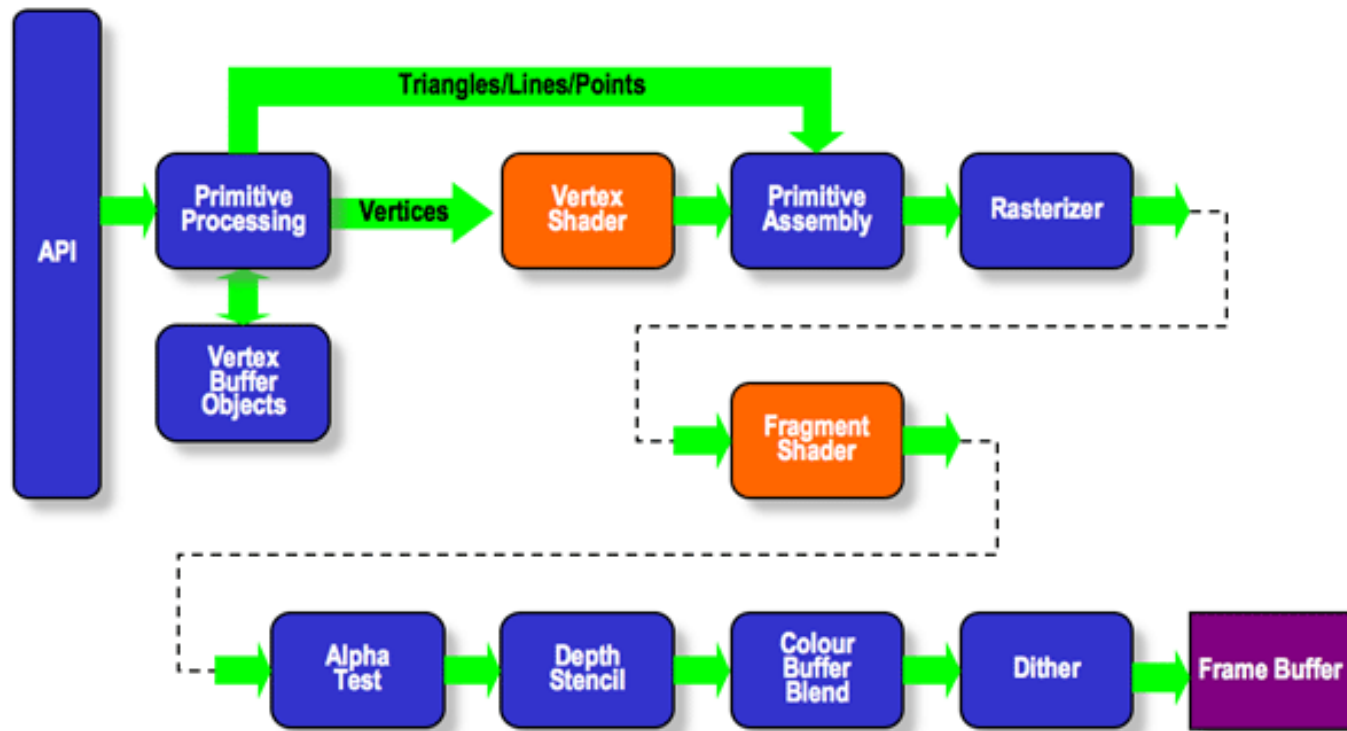 Triangles/Lines/Points
API
Primitive
Processing
Vertices
Vertex
Shader
Primitive
Assembly
Rasterizer
Vertex
Buffer
Objects
Fragment
Shader
Alpha
Test
Depth
Stencil
Colour
Buffer
Blend
Dither
Frame Buffer